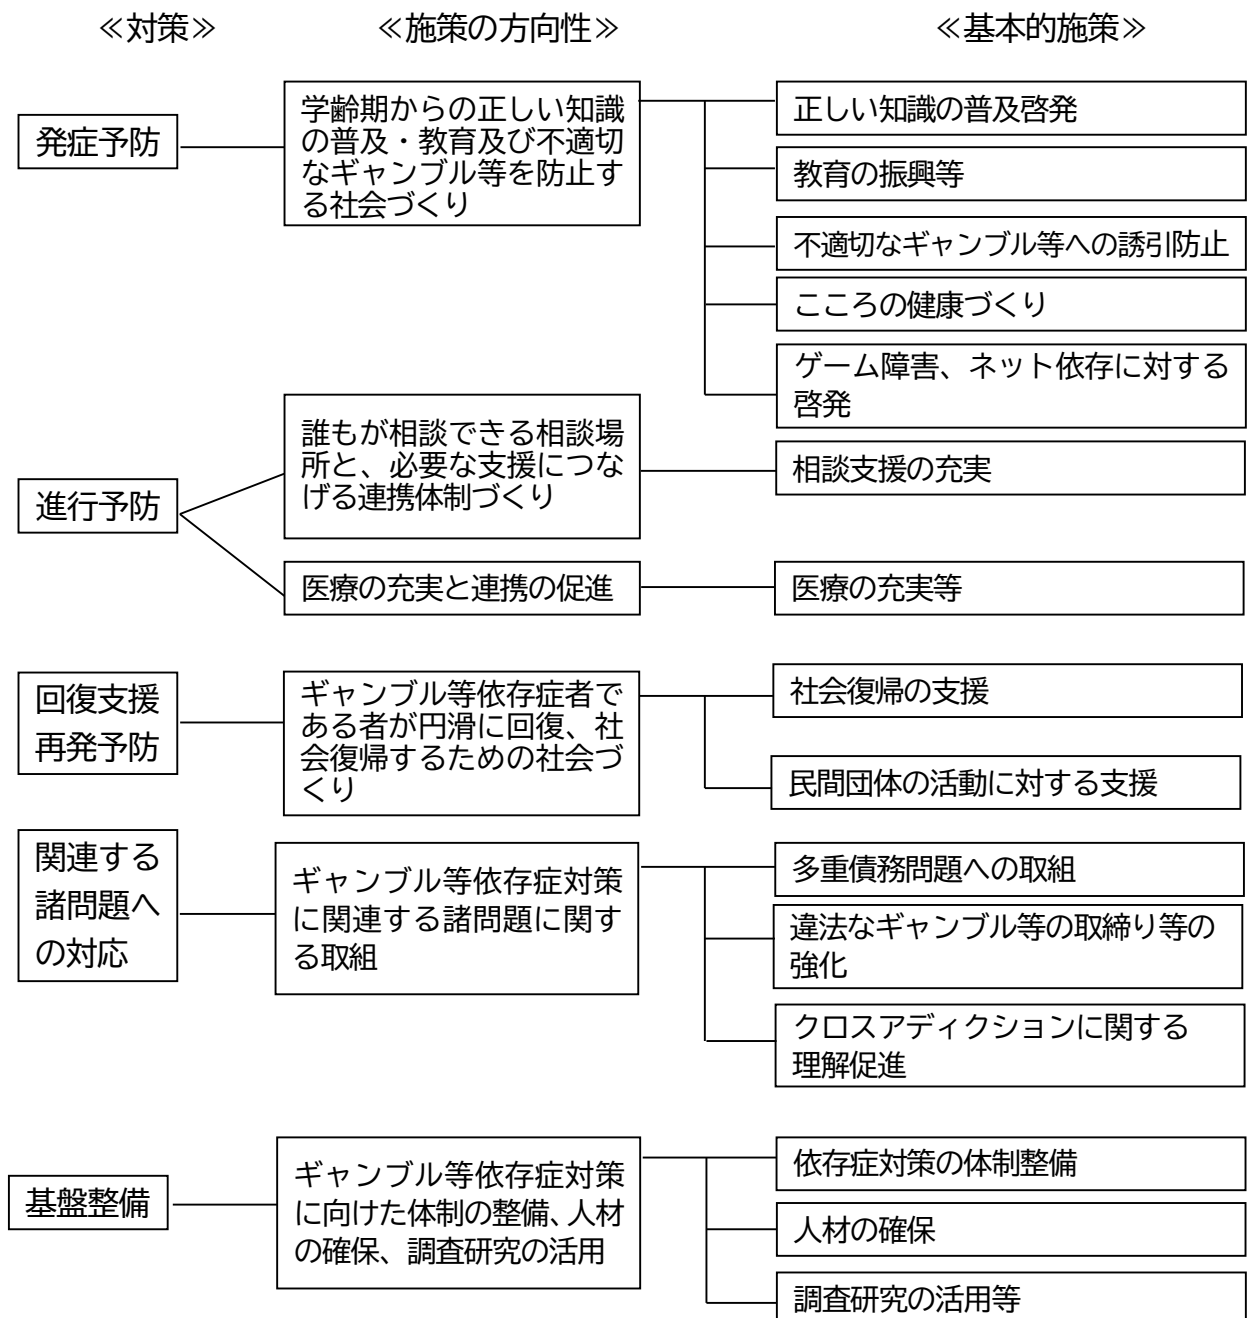 ≪対策≫ ≪施策の方向性≫ ≪基本的施策≫
発症予防
学齢期からの正しい知識
の普及・教育及び不適切
なギャンブル等を防止す
る社会づくり
正しい知識の普及啓発
教育の振興等
不適切なギャンブル等への誘引防止
こころの健康づくり
ゲーム障害、ネット依存に対する
啓発
進行予防
誰もが相談できる相談場
所と、必要な支援につな
げる連携体制づくり
相談支援の充実
医療の充実と連携の促進
医療の充実等
回復支援
再発予防
ギャンブル等依存症者で
ある者が円滑に回復、社
会復帰するための社会づ
くり
社会復帰の支援
民間団体の活動に対する支援
関連する
諸問題へ
の対応
ギャンブル等依存症対策
に関連する諸問題に関す
る取組
多重債務問題への取組
違法なギャンブル等の取締り等の
強化
クロスアディクションに関する
理解促進
基盤整備
ギャンブル等依存症対策
に向けた体制の整備、人材
の確保、調査研究の活用
依存症対策の体制整備
人材の確保
調査研究の活用等